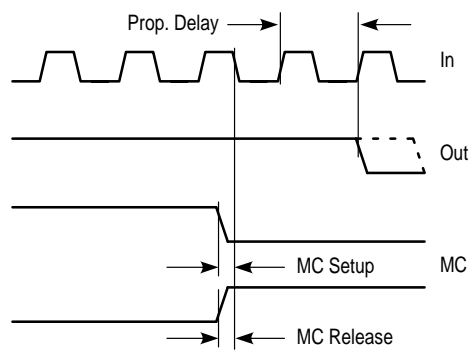 Prop. Delay
In
Out
MC Setup
MC
MC Release